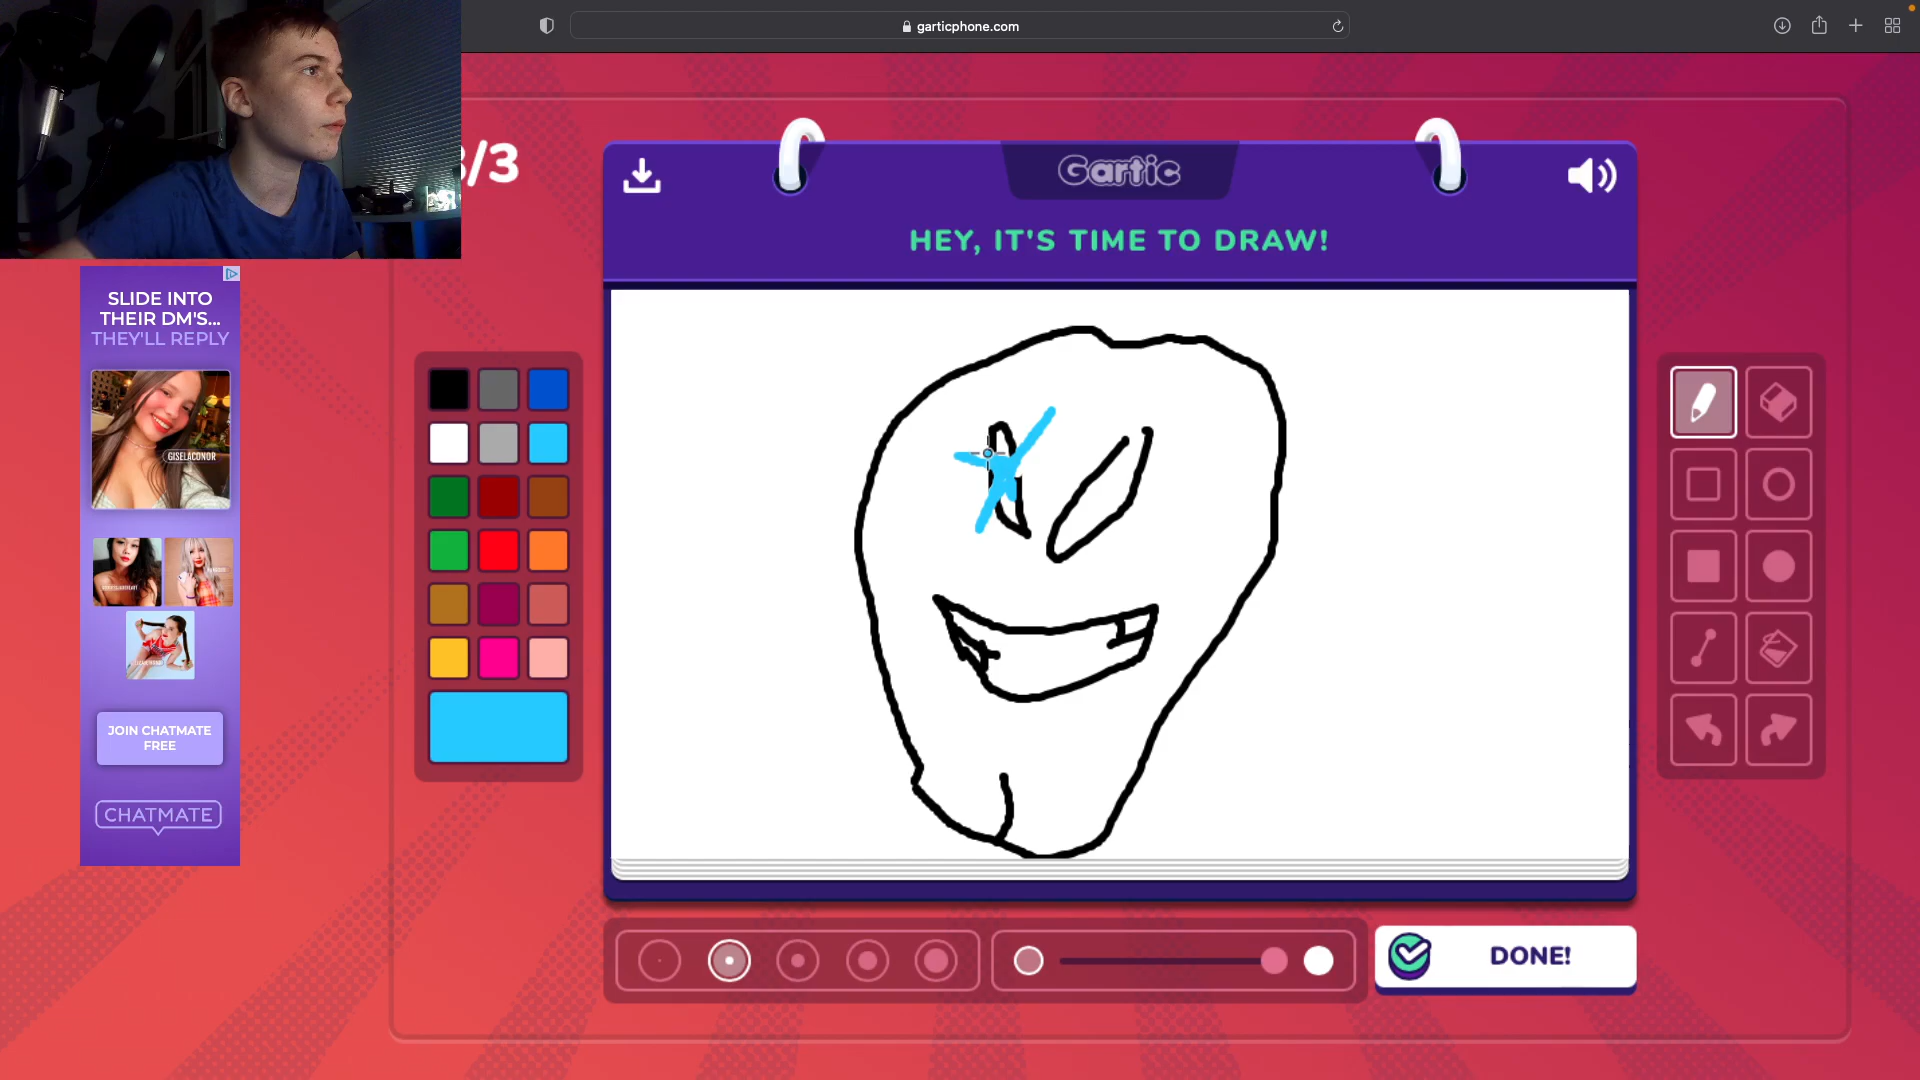 garticphone.com
/3
Gartic
HEY, IT'S TIME TO DRAW!
SLIDE INTO
THEIR DM'S...
THEY'LL REPLY
GISELACONOR
JOIN CHATMATE
FREE
CHATMATE
DONE!